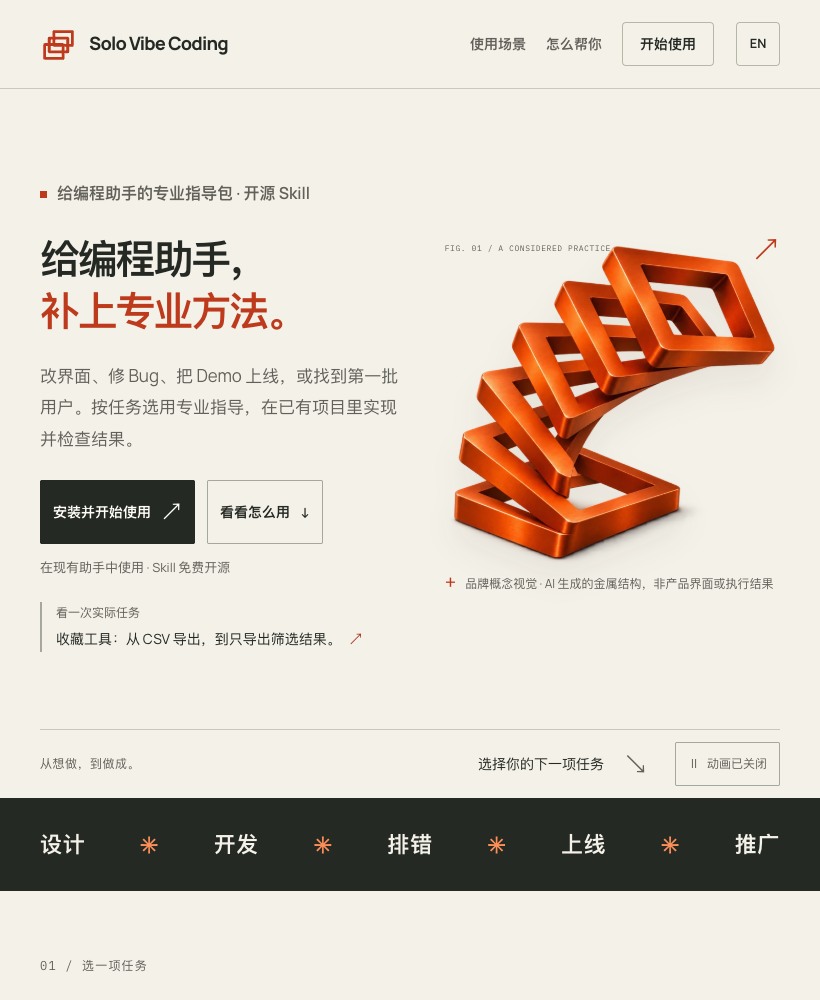 Solo Vibe Coding
使用场景
怎么帮你
开始使用
EN
给编程助手的专业指导包 · 开源 Skill
给编程助手，
补上专业方法。
改界面、修 Bug、把 Demo 上线，或找到第一批
用户。按任务选用专业指导，在已有项目里实现
并检查结果。
安装并开始使用 ↗
看看怎么用 ↓
在现有助手中使用 · Skill 免费开源
看一次实际任务
收藏工具：从 CSV 导出，到只导出筛选结果。 ↗
FIG. 01 / A CONSIDERED PRACTICE
+ 品牌概念视觉 · AI 生成的金属结构，非产品界面或执行结果
从想做，到做成。
选择你的下一项任务 ↘
动画已关闭
设计 ✳ 开发 ✳ 排错 ✳ 上线 ✳ 推广
01 / 选一项任务